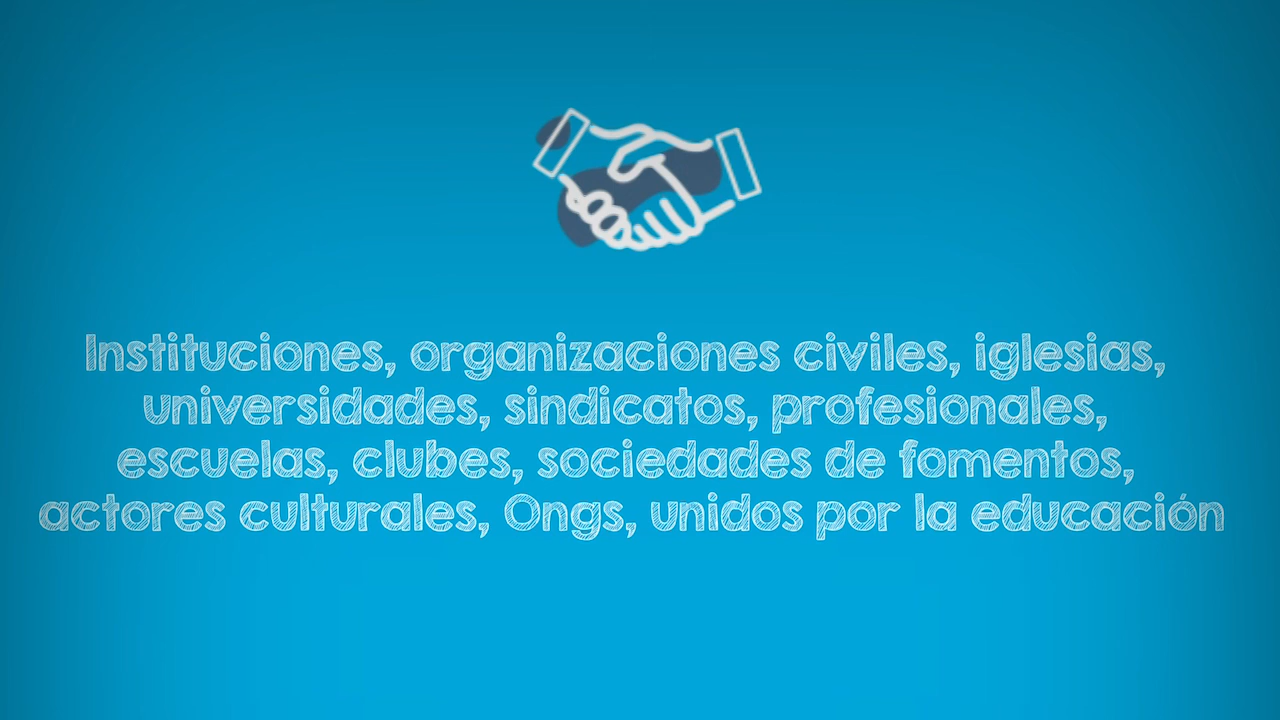 Instituciones, organizaciones civiles, iglesias,
universidades, sindicatos, profesionales,
escuelas, clubes, sociedades de fomentos,
actores culturales, Ongs, unidos por la educación